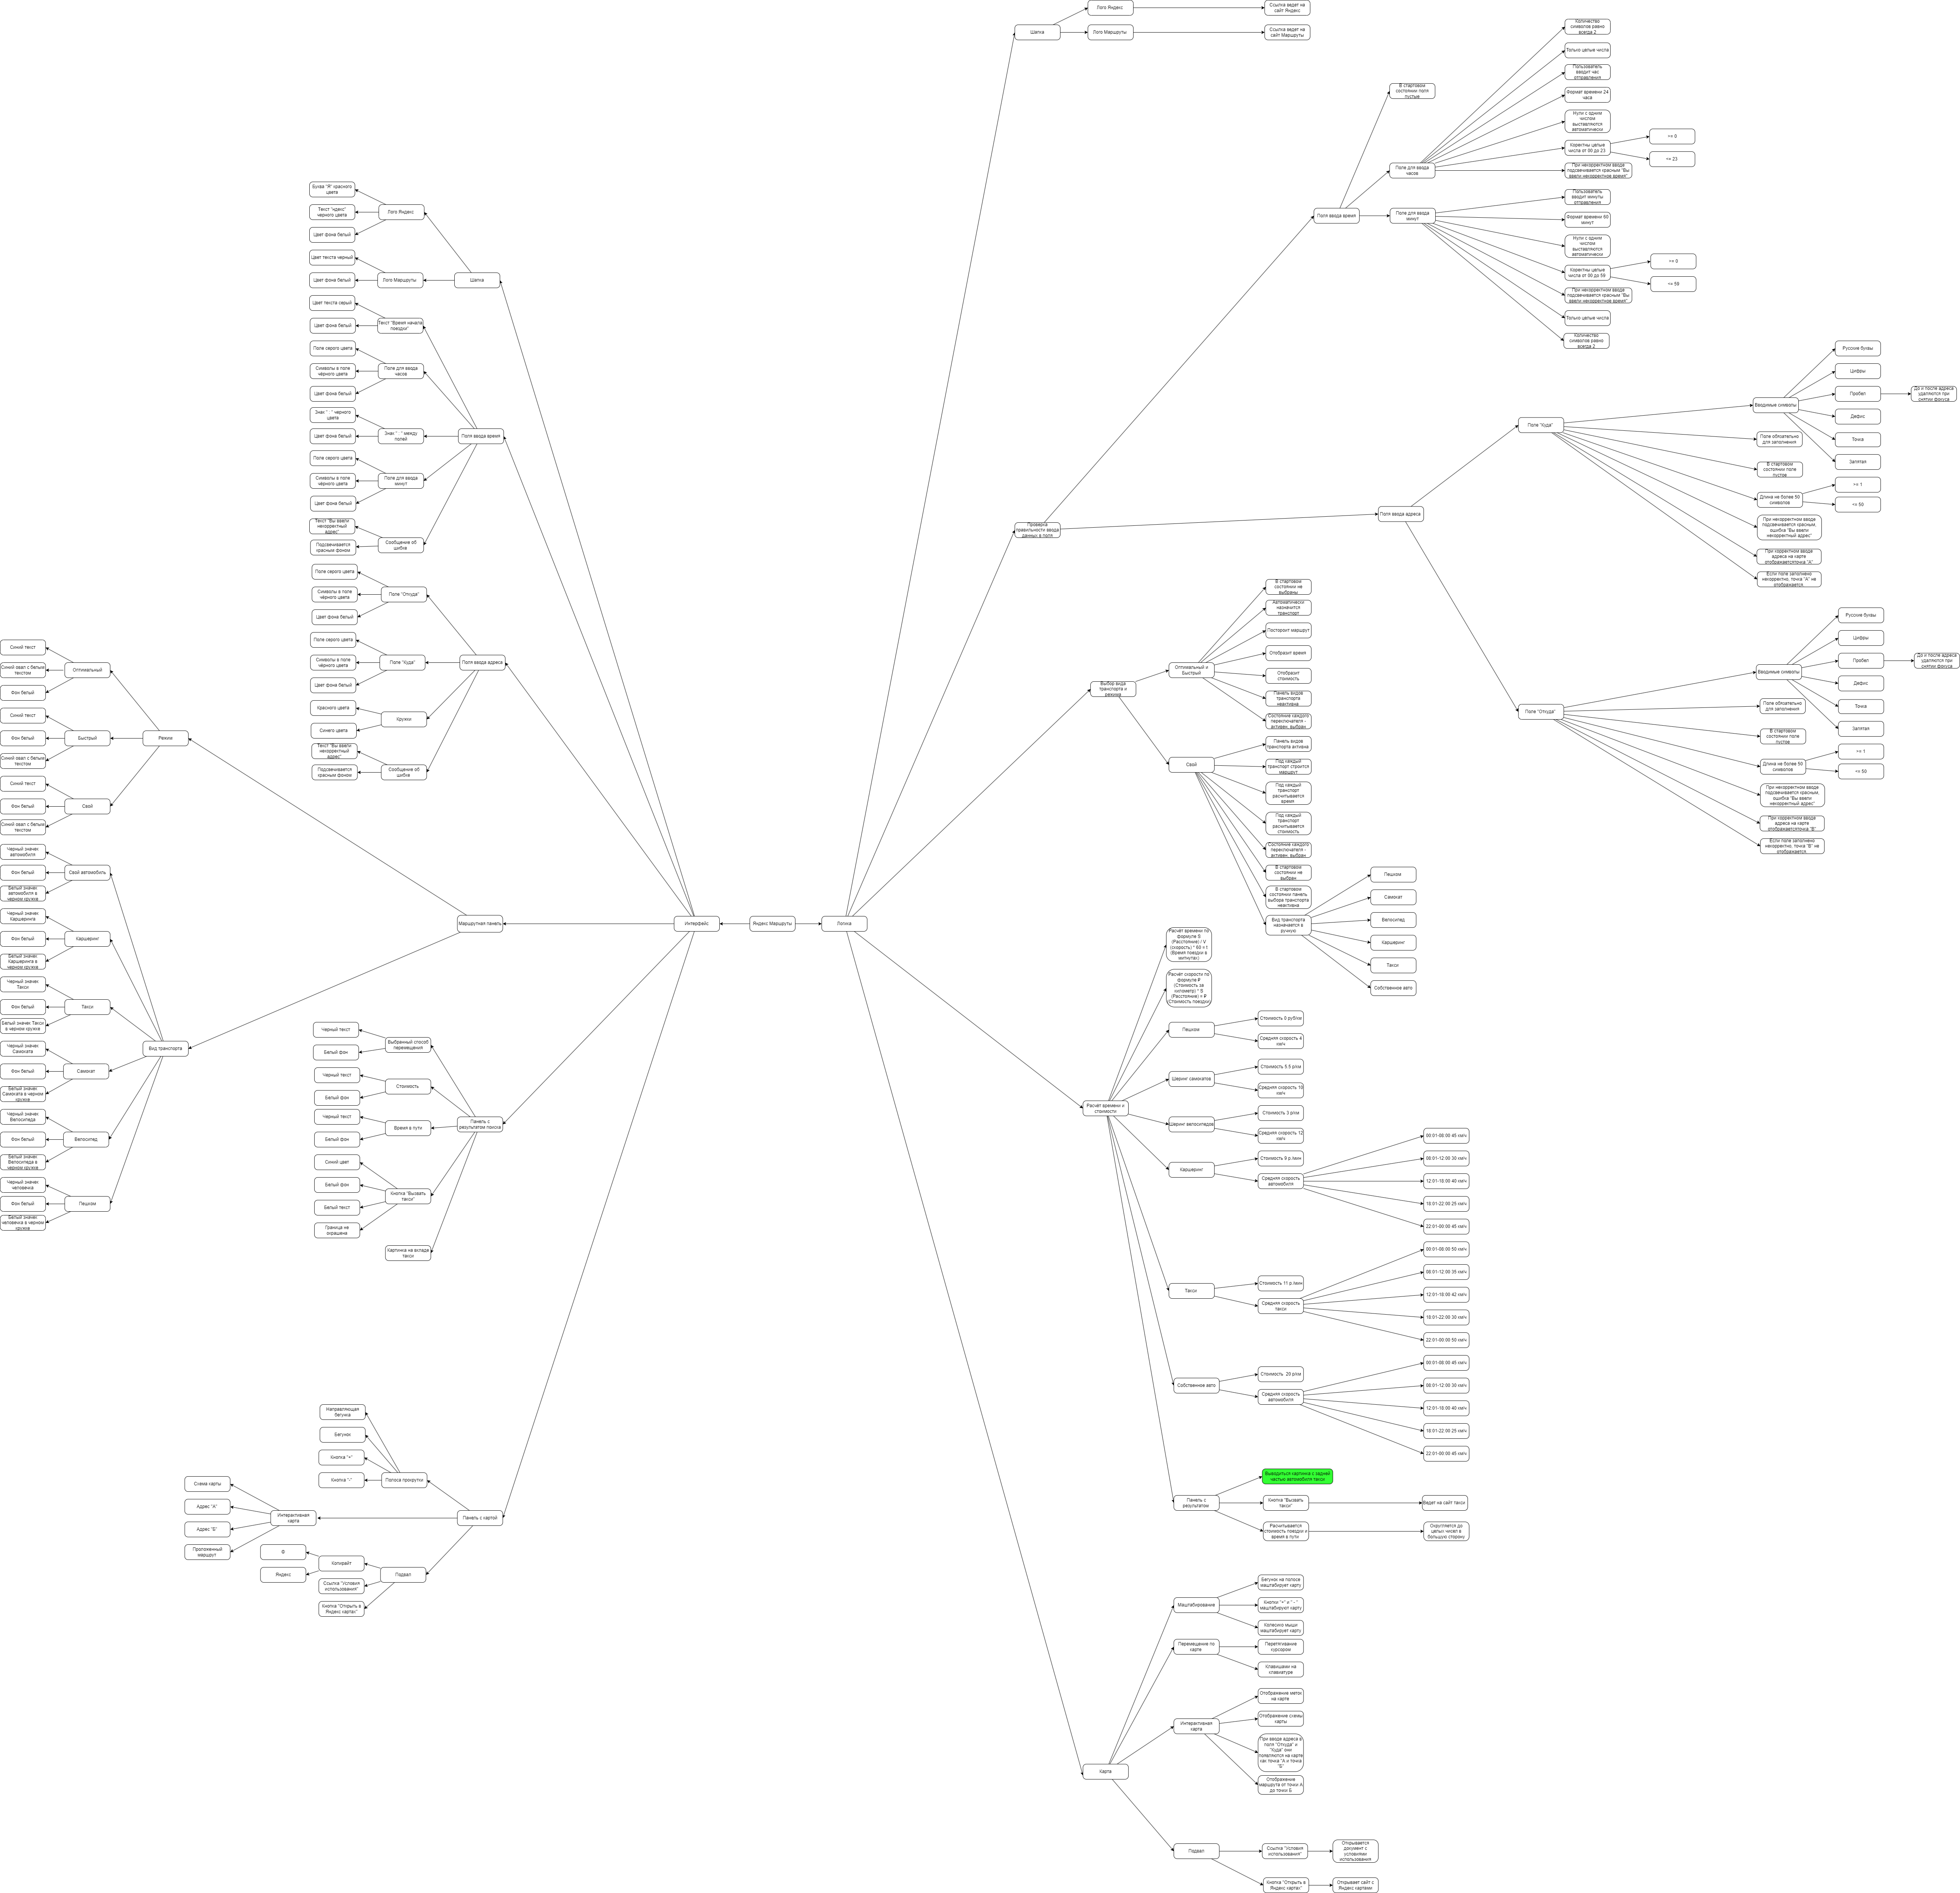 Лого Яндекс
Ссылка ведет на
сайт Яндекс
Шапка
Лого Маршруты
Ссылка ведет на
сайт Маршруты
Количество
символов равно
всегда 2
Только целые числа
Пользователь
вводит час
отправления
В стартовом
состоянии поля
пустые
Формат времени 24
часа
Нули с одним
числом
выставляются
автоматически
Коректны целые
числа от 00 до 23
>= 0
<= 23
Поле для ввода
часов
При некорректном вводе
подсвечивается красным "Вы
ввели некорректное время"
Поля ввода время
Поле для ввода
минут
Пользователь
вводит минуты
отправления
Формат времени 60
минут
Нули с одним
числом
выставляются
автоматически
Коректны целые
числа от 00 до 59
>= 0
<= 59
При некорректном вводе
подсвечивается красным "Вы
ввели некорректное время"
Только целые числа
Количество
символов равно
всегда 2
Буква "Я" красного
цвета
Текст "ндекс"
черного цвета
Лого Яндекс
Цвет фона белый
Цвет текста черный
Цвет фона белый
Лого Маршруты
Шапка
Цвет текста серый
Цвет фона белый
Текст "Время начала
поездки"
Поле серого цвета
Символы в поле
чёрного цвета
Поле для ввода
часов
Цвет фона белый
Знак " : " черного
цвета
Цвет фона белый
Знак " : " между
полей
Поля ввода время
Поле серого цвета
Символы в поле
чёрного цвета
Поле для ввода
минут
Цвет фона белый
Текст "Вы ввели
некорректный
адрес"
Подсвечивается
красным фоном
Сообщение об
шибке
Поле серого цвета
Символы в поле
чёрного цвета
Поле "Откуда"
Цвет фона белый
Поле серого цвета
Символы в поле
чёрного цвета
Поле "Куда"
Поля ввода адреса
Цвет фона белый
Красного цвета
Кружки
Синего цвета
Текст "Вы ввели
некорректный
адрес"
Подсвечивается
красным фоном
Сообщение об
шибке
Проверка
правильности ввода
данных в поля
Поля ввода адреса
Поле "Куда"
Вводимые символы
Русские буквы
Цифры
Пробел
До и после адреса
удаляются при
снятии фокуса
Дефис
Точка
Запятая
Поле обязательно
для заполнения
В стартовом
состоянии поле
пустое
Длина не более 50
символов
>= 1
<= 50
При некорректном вводе
подсвечивается красным,
ошибка "Вы ввели
некорректный адрес"
При корректном вводе
адреса на карте
отображаетсяточка "А"
Если поле заполнено
некорректно, точка "А" не
отображается
Поле "Откуда"
Вводимые символы
Русские буквы
Цифры
Пробел
До и после адреса
удаляются при
снятии фокуса
Дефис
Точка
Запятая
Поле обязательно
для заполнения
В стартовом
состоянии поле
пустое
Длина не более 50
символов
>= 1
<= 50
При некорректном вводе
подсвечивается красным,
ошибка "Вы ввели
некорректный адрес"
При корректном вводе
адреса на карте
отображаетсяточка "В"
Если поле заполнено
некорректно, точка "В" не
отображается
Выбор вида
транспорта и
режима
Оптимальный и
Быстрый
В стартовом
состоянии не
выбраны
Автоматически
назначится
транспорт
Постороит маршрут
Отобразит время
Отобразит
стоимость
Панель видов
транспорта
неактивна
Состояние каждого
переключателя -
активен, выбран
Свой
Панель видов
транспорта активна
Под каждый
транспорт строится
маршрут
Под каждый
транспорт
расчитывается
время
Под каждый
транспорт
расчитывается
стоимость
Состояние каждого
переключателя -
активен, выбран
В стартовом
состоянии не
выбран
В стартовом
состоянии панель
выбора транспорта
неактивна
Вид транспорта
назначается в
ручную
Пешком
Самокат
Велосипед
Каршеринг
Такси
Собственное авто
Синий текст
Синий овал с белым
текстом
Фон белый
Оптимальный
Синий текст
Фон белый
Синий овал с белым
текстом
Быстрый
Режим
Синий текст
Фон белый
Синий овал с белым
текстом
Свой
Черный значек
автомобиля
Фон белый
Белый значек
автомобиля в
черном кружке
Свой автомобиль
Маршрутная панель
Интерфейс
Яндекс Маршруты
Логика
Черный значек
Каршеринга
Фон белый
Белый значек
Каршеринга в
черном кружке
Каршеринг
Черный значек
Такси
Фон белый
Белый значек Такси
в черном кружке
Такси
Вид транспорта
Черный значек
Самоката
Фон белый
Белый значек
Самоката в черном
кружке
Самокат
Черный значек
Велосипеда
Фон белый
Белый значек
Велосипеда в
черном кружке
Велосипед
Черный значек
человечка
Фон белый
Белый значек
человечка в черном
кружке
Пешком
Черный текст
Белый фон
Выбранный способ
перемещения
Черный текст
Белый фон
Стоимость
Черный текст
Белый фон
Время в пути
Панель с
результатом поиска
Синий цвет
Белый фон
Белый текст
Граница не
окрашена
Кнопка "Вызвать
такси"
Картинка на вклада
такси
Расчёт времени по
формуле S
(Расстояние) / V
(скорость) * 60 = t
(Время поездки в
минутах)
Расчёт скорости по
формуле ₽
(Стоимость за
километр) * S
(Расстояние) = ₽
Стоимость поездки
Расчёт времени и
стоимости
Пешком
Стоимость 0 руб/км
Средняя скорость 4
км/ч
Шеринг самокатов
Стоимость 5.5 р/км
Средняя скорость 10
км/ч
Шеринг велосипедов
Стоимость 3 р/км
Средняя скорость 12
км/ч
Каршеринг
Стоимость 9 р./мин
Средняя скорость
автомобиля
00:01-08:00 45 км/ч
08:01-12:00 30 км/ч
12:01-18:00 40 км/ч
18:01-22:00 25 км/ч
22:01-00:00 45 км/ч
Такси
Стоимость 11 р./мин
Средняя скорость
такси
00:01-08:00 50 км/ч
08:01-12:00 35 км/ч
12:01-18:00 42 км/ч
18:01-22:00 30 км/ч
22:01-00:00 50 км/ч
Собственное авто
Стоимость 20 р/км
Средняя скорость
автомобиля
00:01-08:00 45 км/ч
08:01-12:00 30 км/ч
12:01-18:00 40 км/ч
18:01-22:00 25 км/ч
22:01-00:00 45 км/ч
Панель с
результатом
Выводиться картинка с задней
частью автомобиля такси
Кнопка "Вызвать
такси"
Ведет на сайт такси
Расчитывается
стоимость поездки и
время в пути
Округляется до
целых чисел в
большую сторону
Направляющая
бегунка
Бегунок
Кнопка "+"
Кнопка "-"
Полоса прокрутки
Схема карты
Адрес "А"
Адрес "Б"
Проложенный
маршрут
Интерактивная
карта
Панель с картой
©
Яндекс
Копирайт
Ссылка "Условия
использования"
Кнопка "Открыть в
Яндекс картах"
Подвал
Карта
Маштабирование
Бегунок на полосе
маштабирует карту
Кнопки "+" и " - "
маштабируют карту
Колесико мыши
маштабирует карту
Перемещение по
карте
Перетягивание
курсором
Клавишами на
клавиатуре
Интерактивная
карта
Отображение меток
на карте
Отображение схемы
карты
При вводе адреса в
поля "Откуда" и
"Куда" они
появляются на карте
как точка "А и точка
"Б"
Отображение
маршрута от точки А
до точки Б
Подвал
Ссылка "Условия
использования"
Открывается
документ с
условиями
использования
Кнопка "Открыть в
Яндекс картах"
Открывает сайт с
Яндекс картами